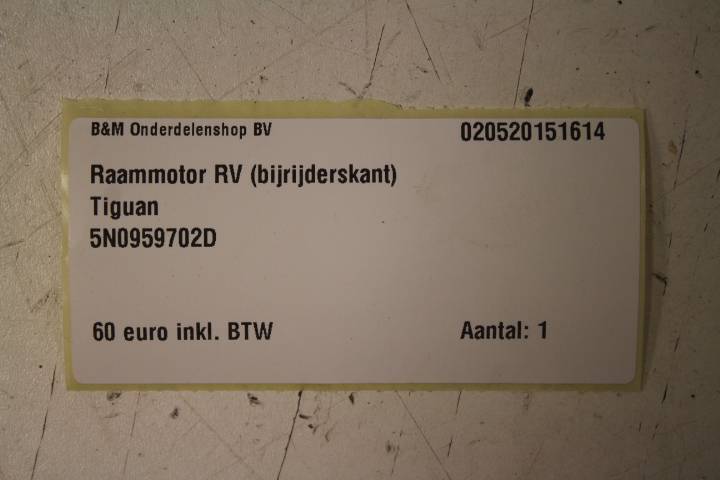 B&M Onderdelenshop BV 020520151614
Raammotor RV (bijrijderskant)
Tiguan
5N0959702D
60 euro inkl. BTW Aantal: 1